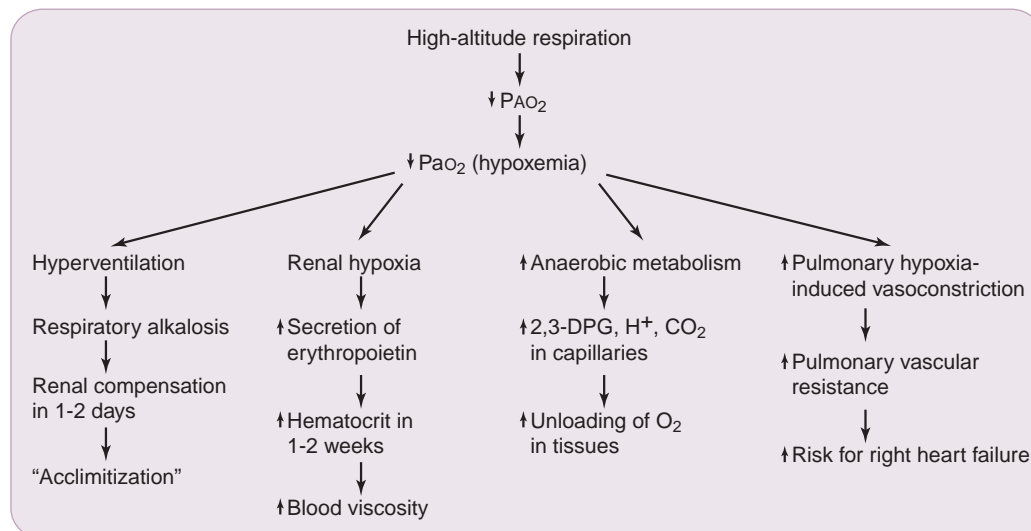 High-altitude respiration
↓ PAO₂
↓ PaO₂ (hypoxemia)
Hyperventilation
Respiratory alkalosis
Renal compensation
in 1-2 days
“Acclimitization”
Renal hypoxia
↑ Secretion of
erythropoietin
↑ Hematocrit in
1-2 weeks
↑ Blood viscosity
↑ Anaerobic metabolism
↑ 2,3-DPG, H⁺, CO₂
in capillaries
↑ Unloading of O₂
in tissues
↑ Pulmonary hypoxia-
induced vasoconstriction
↑ Pulmonary vascular
resistance
↑ Risk for right heart failure